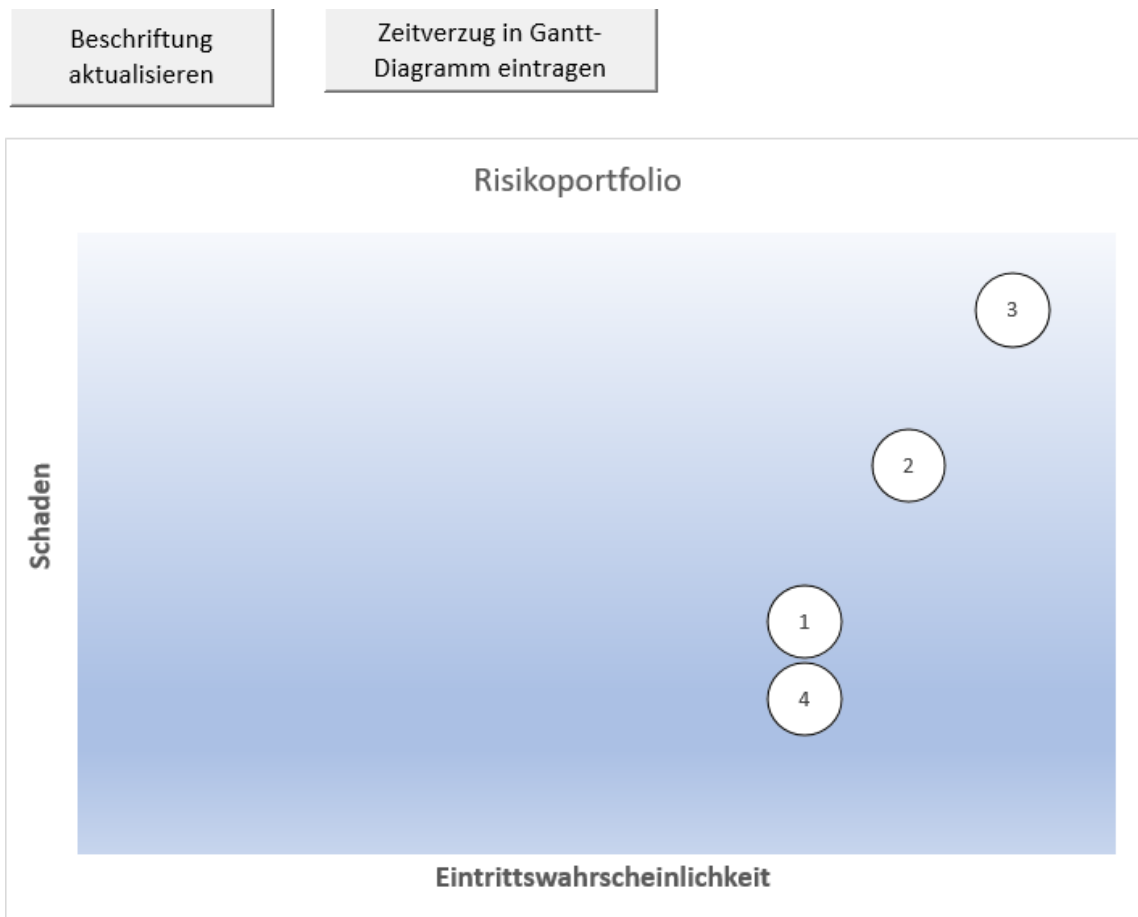 Beschriftung
aktualisieren
Zeitverzug in Gantt-
Diagramm eintragen
Risikoportfolio
3
2
1
4
Schaden
Eintrittswahrscheinlichkeit